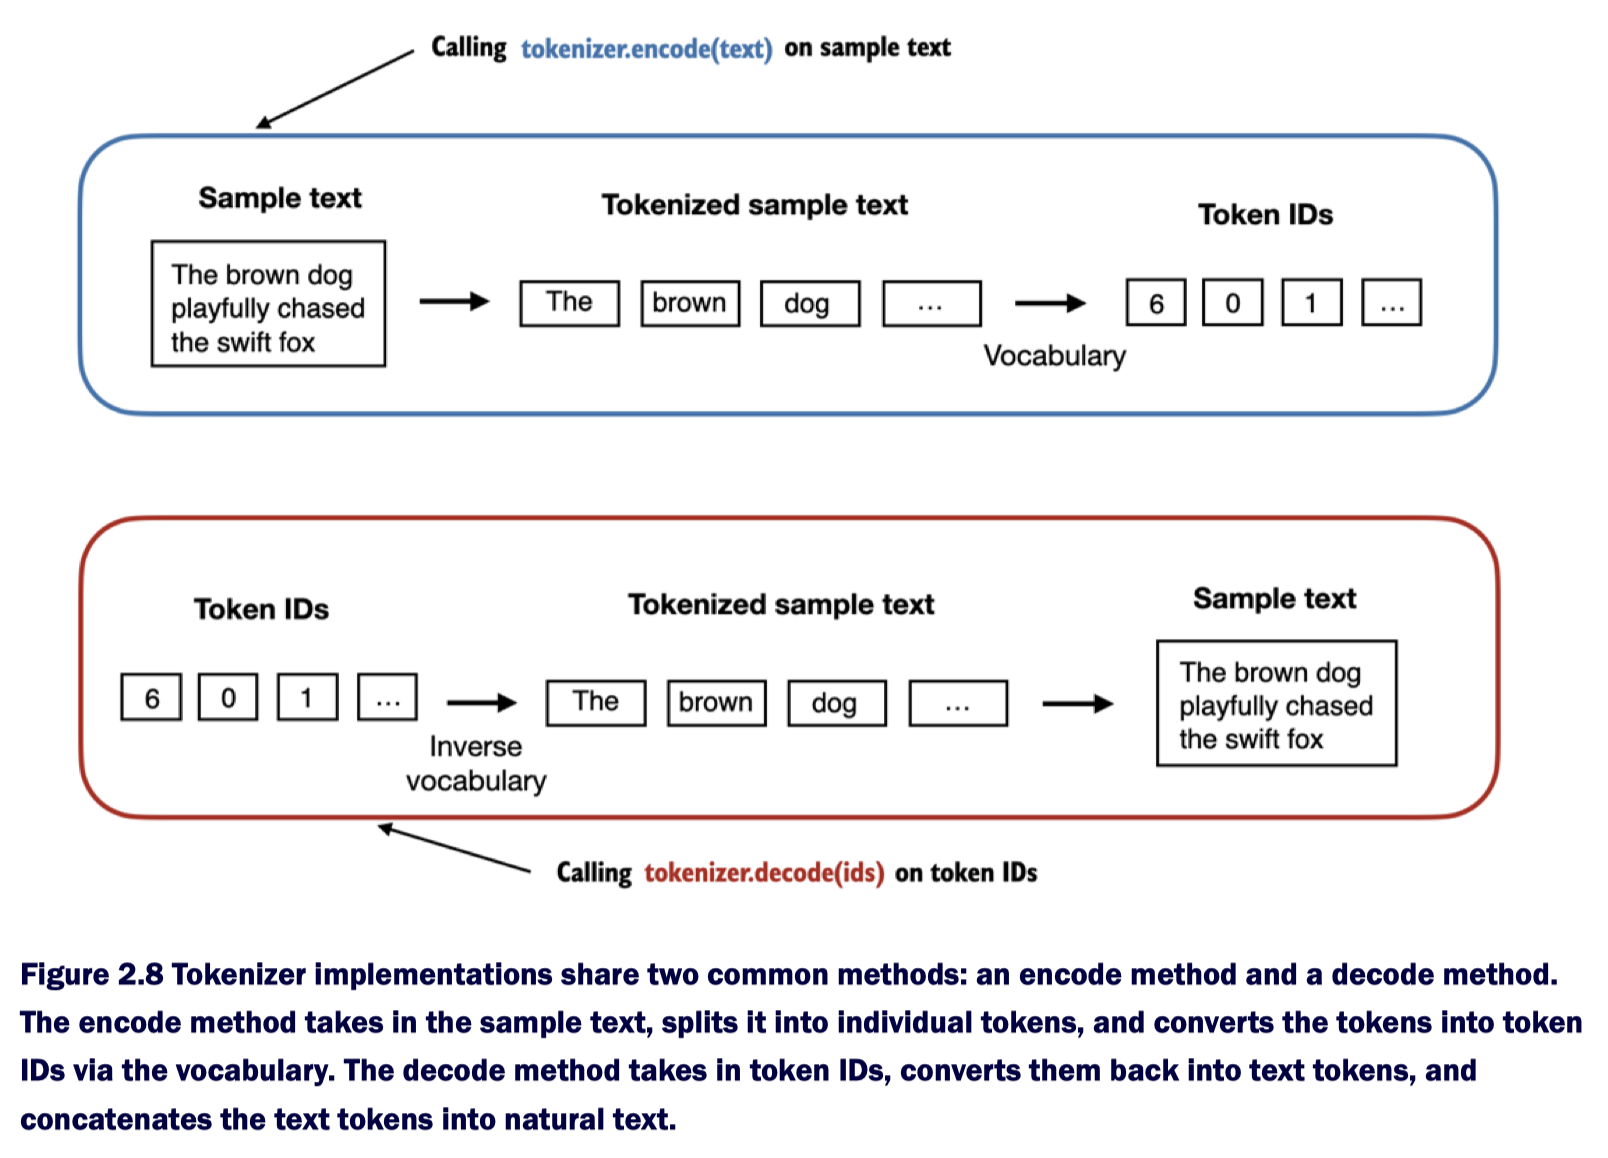 Calling tokenizer.encode(text) on sample text
Sample text
Tokenized sample text
Token IDs
The brown dog
playfully chased
the swift fox
The
brown
dog
...
Vocabulary
6
0
1
...
Token IDs
Tokenized sample text
Sample text
6
0
1
...
Inverse
vocabulary
The
brown
dog
...
The brown dog
playfully chased
the swift fox
Calling tokenizer.decode(ids) on token IDs
Figure 2.8 Tokenizer implementations share two common methods: an encode method and a decode method.
The encode method takes in the sample text, splits it into individual tokens, and converts the tokens into token
IDs via the vocabulary. The decode method takes in token IDs, converts them back into text tokens, and
concatenates the text tokens into natural text.